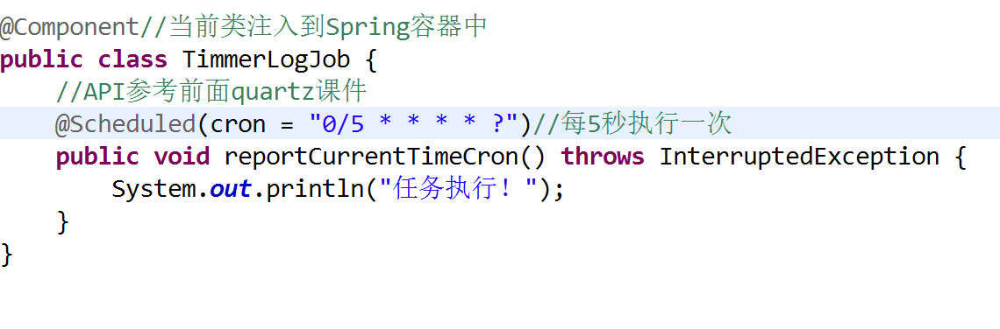 @Component//当前类注入到Spring容器中
public class TimmerLogJob {
//API参考前面quartz课件
@Scheduled(cron = "0/5 * * * * ?")//每5秒执行一次
public void reportCurrentTimeCron() throws InterruptedException {
System.out.println("任务执行！");
}
}